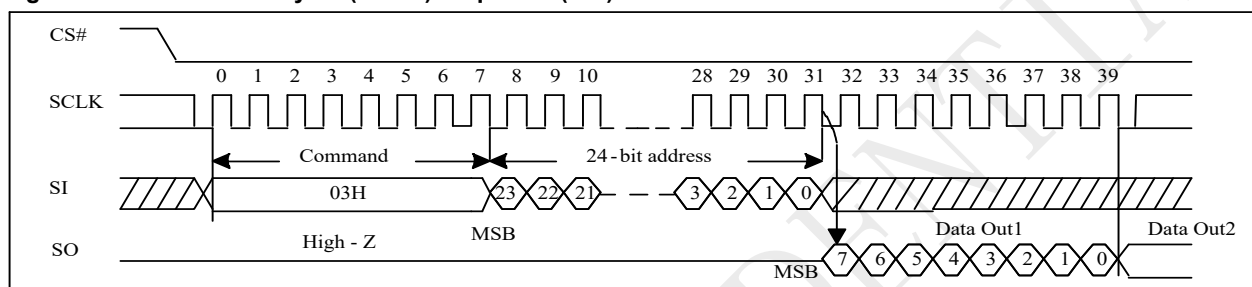 CS#
0 1 2 3 4 5 6 7 8 9 10 28 29 30 31 32 33 34 35 36 37 38 39
SCLK
Command 24-bit address
SI 03H 23 22 21 3 2 1 0
High - Z MSB Data Out1 Data Out2
SO MSB 7 6 5 4 3 2 1 0